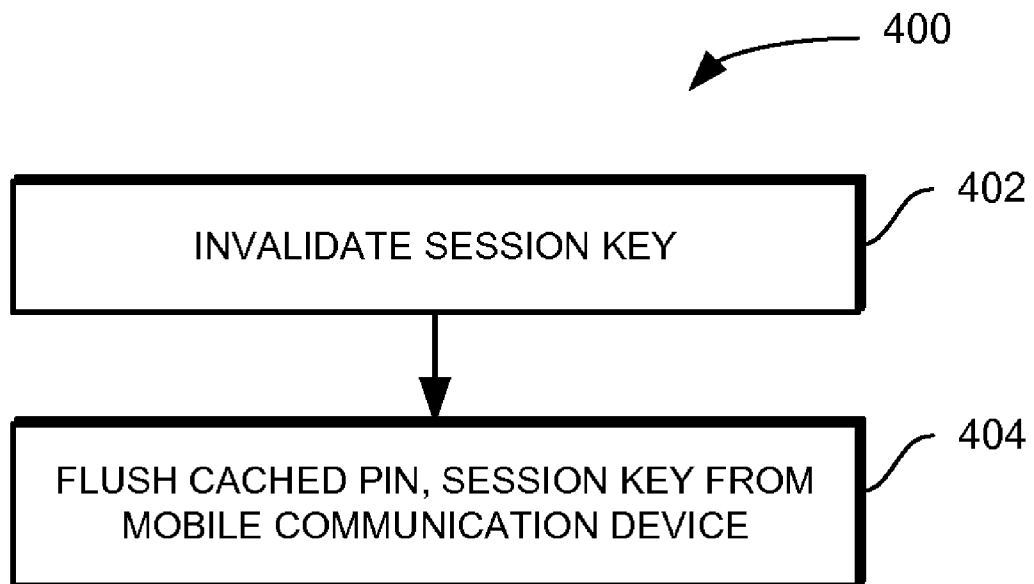 400
402
INVALIDATE SESSION KEY
404
FLUSH CACHED PIN, SESSION KEY FROM
MOBILE COMMUNICATION DEVICE